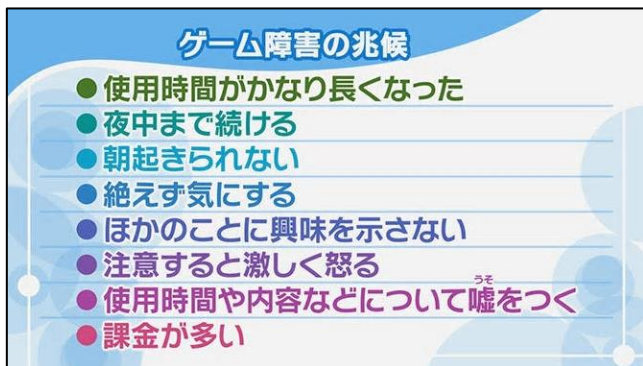 ゲーム障害の兆候
●使用時間がかなり長くなった
●夜中まで続ける
●朝起きられない
●絶えず気にする
●ほかのことに興味を示さない
●注意すると激しく怒る
うそ
●使用時間や内容などについて嘘をつく
●課金が多い